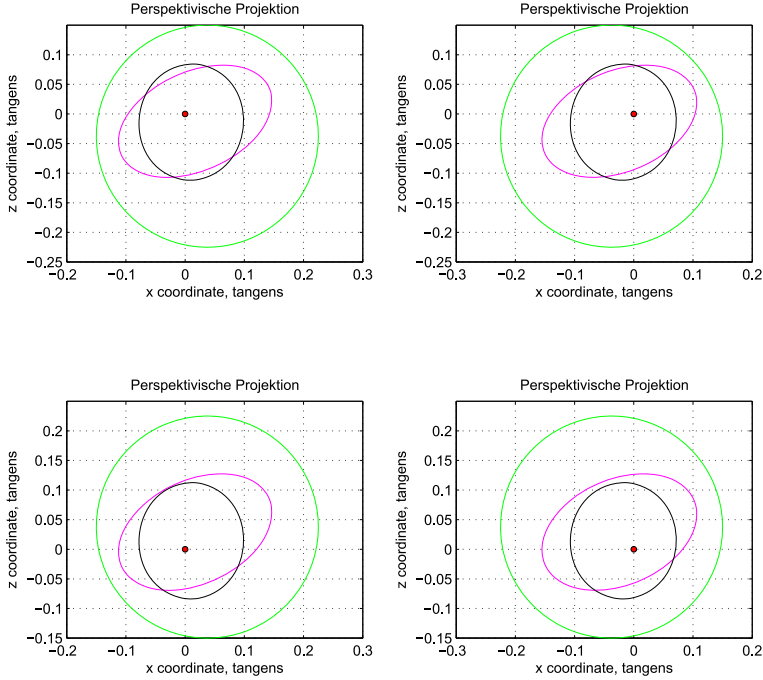 Perspektivische Projektion
0.1
0.05
0
−0.05
−0.1
−0.15
−0.2
−0.25
−0.2 −0.1 0 0.1 0.2 0.3
z coordinate, tangens
x coordinate, tangens
Perspektivische Projektion
0.1
0.05
0
−0.05
−0.1
−0.15
−0.2
−0.25
−0.3 −0.2 −0.1 0 0.1 0.2
z coordinate, tangens
x coordinate, tangens
Perspektivische Projektion
0.2
0.15
0.1
0.05
0
−0.05
−0.1
−0.15
−0.2 −0.1 0 0.1 0.2 0.3
z coordinate, tangens
x coordinate, tangens
Perspektivische Projektion
0.2
0.15
0.1
0.05
0
−0.05
−0.1
−0.15
−0.3 −0.2 −0.1 0 0.1 0.2
z coordinate, tangens
x coordinate, tangens